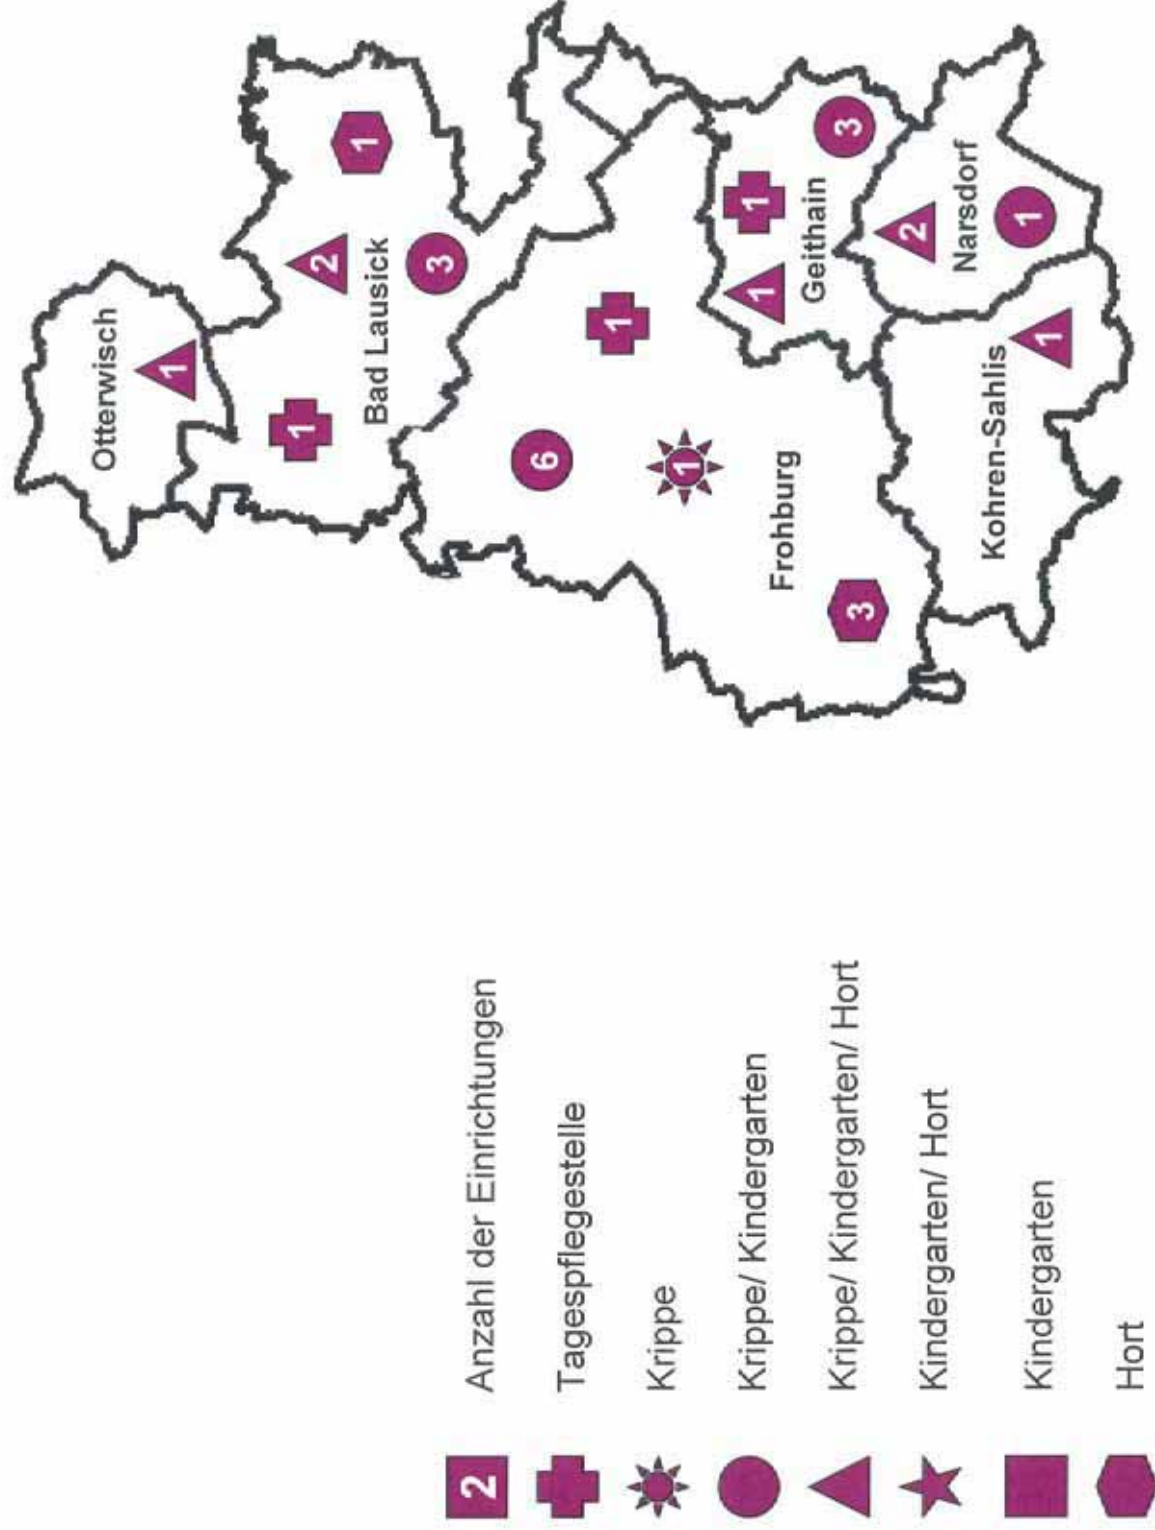 2 Anzahl der Einrichtungen
Tagespflegestelle
Krippe
Krippe/ Kindergarten
Krippe/ Kindergarten/ Hort
Kindergarten/ Hort
Kindergarten
Hort
Otterwisch
1
1
2
1
Bad Lausick
3
6
1
1
Frohburg
3
1
1
Geithain
3
2
Narsdorf
1
Kohren-Sahlis
1